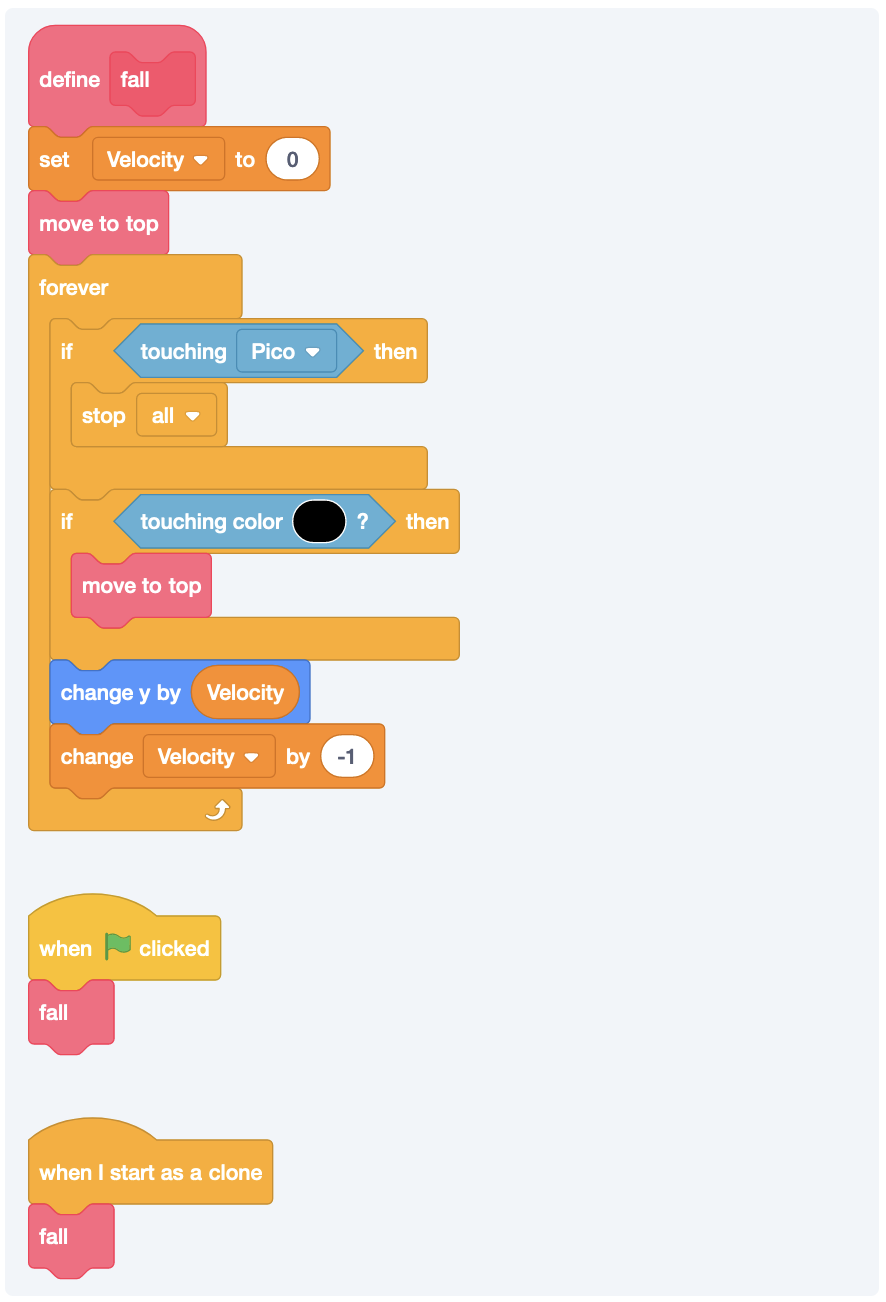 define fall
set Velocity to 0
move to top
forever
if touching Pico then
stop all
if touching color ? then
move to top
change y by Velocity
change Velocity by -1
when clicked
fall
when I start as a clone
fall